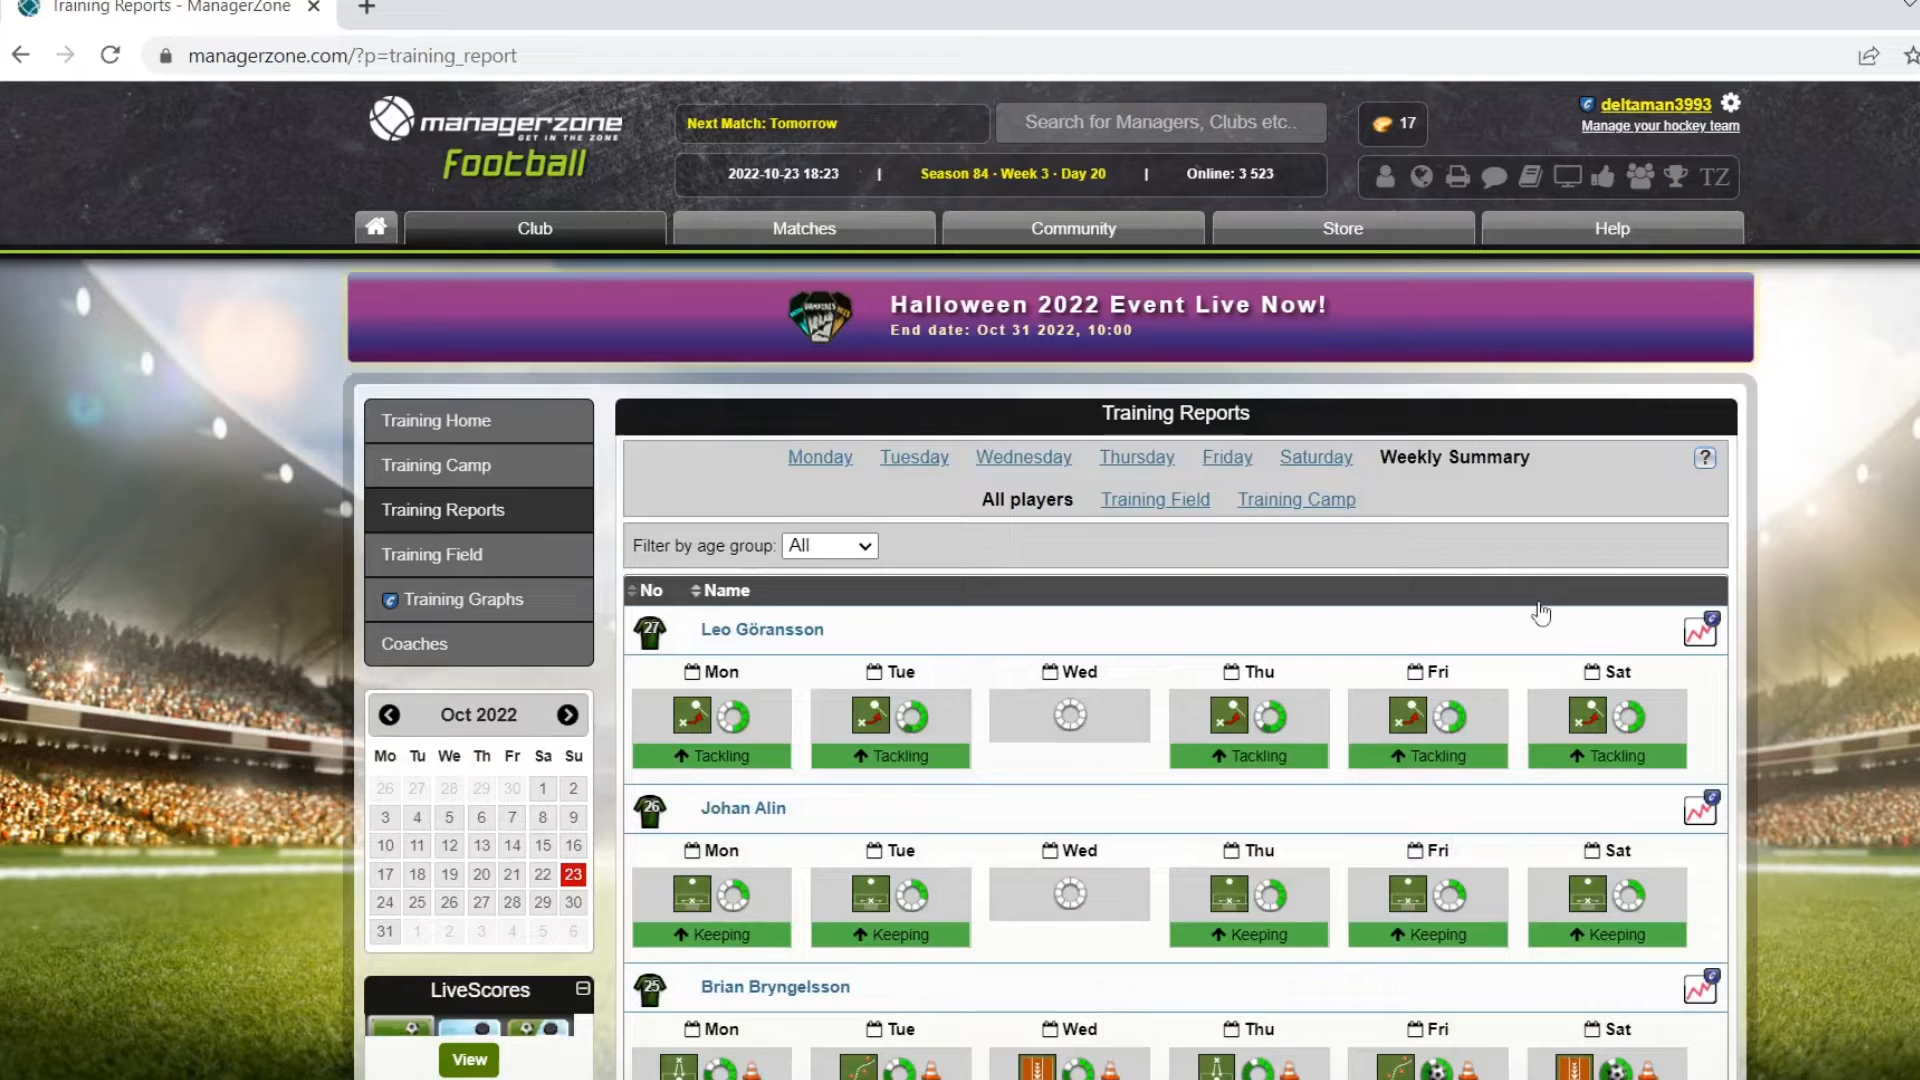 Training Reports - ManagerZone
managerzone.com/?p=training_report
managerzone
GET IN THE ZONE
Football
Next Match: Tomorrow
Search for Managers, Clubs etc..
17
deltaman3993
Manage your hockey team
2022-10-23 18:23 | Season 84 · Week 3 · Day 20 | Online: 3 523
TZ
Club Matches Community Store Help
Halloween 2022 Event Live Now!
End date: Oct 31 2022, 10:00
Training Home
Training Camp
Training Reports
Training Field
Training Graphs
Coaches
Oct 2022
Mo Tu We Th Fr Sa Su
26 27 28 29 30 1 2
3 4 5 6 7 8 9
10 11 12 13 14 15 16
17 18 19 20 21 22 23
24 25 26 27 28 29 30
31 1 2 3 4 5 6
LiveScores
View
Training Reports
Monday Tuesday Wednesday Thursday Friday Saturday Weekly Summary ?
All players Training Field Training Camp
Filter by age group: All
No Name
27 Leo Göransson
Mon Tue Wed Thu Fri Sat
Tackling Tackling Tackling Tackling Tackling
26 Johan Alin
Mon Tue Wed Thu Fri Sat
Keeping Keeping Keeping Keeping Keeping
25 Brian Bryngelsson
Mon Tue Wed Thu Fri Sat